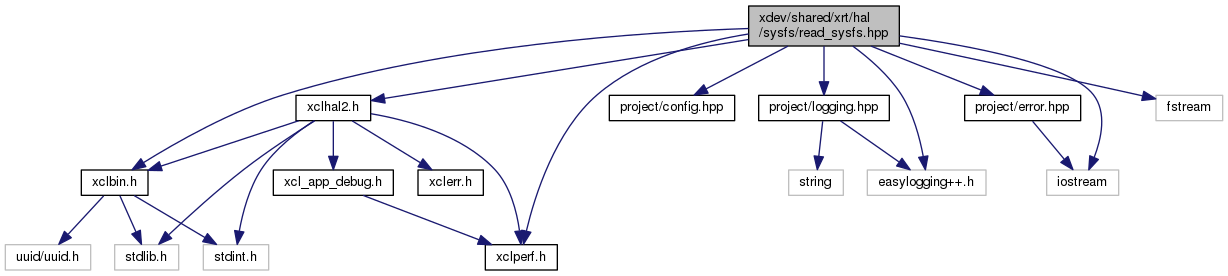 xdev/shared/xrt/hal
/sysfs/read_sysfs.hpp
xclhal2.h
project/config.hpp
project/logging.hpp
project/error.hpp
fstream
xclbin.h
xcl_app_debug.h
xclerr.h
string
easylogging++.h
iostream
uuid/uuid.h
stdlib.h
stdint.h
xclperf.h